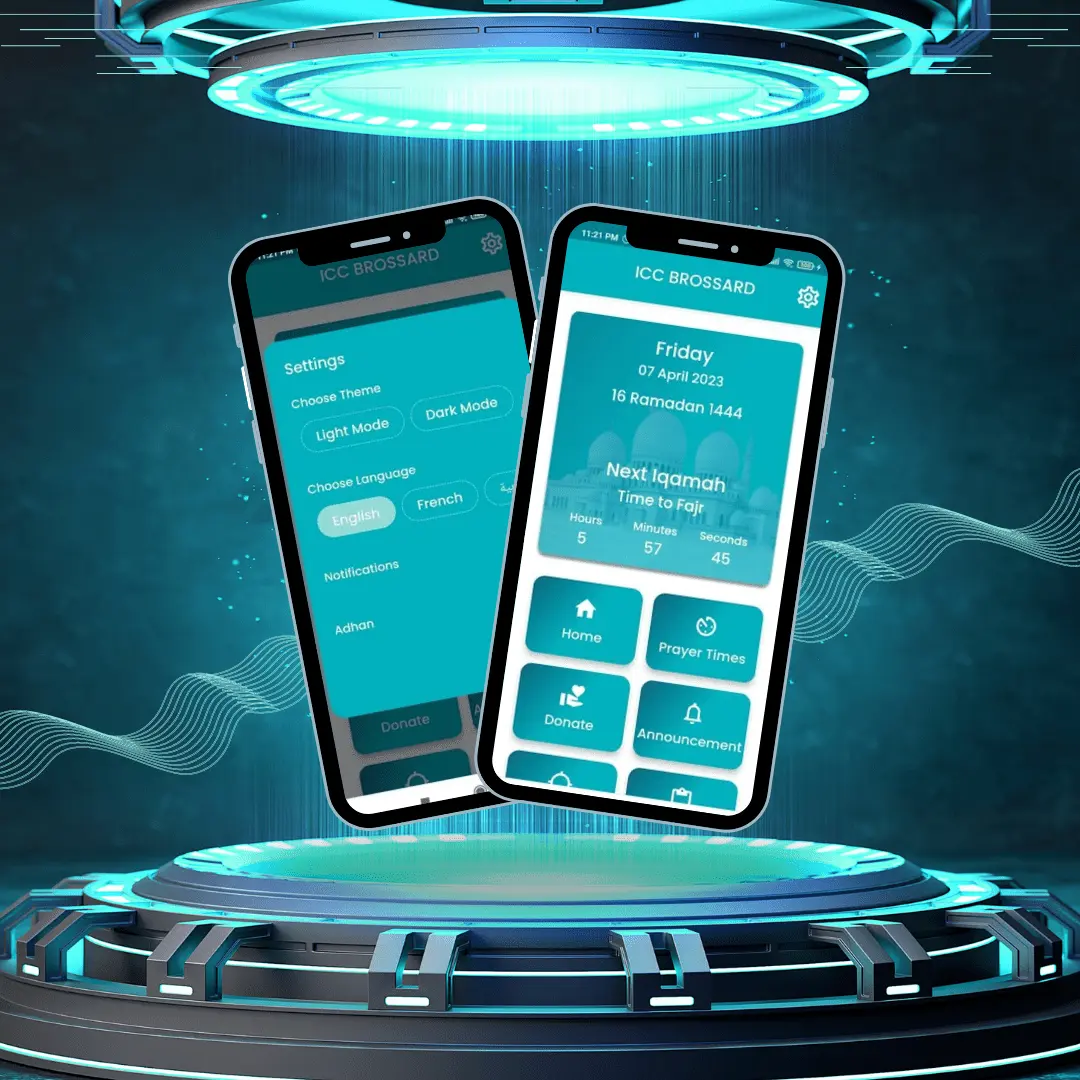 11:21 PM
ICC BROSSARD
Settings
Choose Theme
Light Mode
Dark Mode
Choose Language
English
French
Notifications
Adhan
Donate
11:21 PM
ICC BROSSARD
Friday
07 April 2023
16 Ramadan 1444
Next Iqamah
Time to Fajr
Hours
Minutes
Seconds
5
57
45
Home
Prayer Times
Donate
Announcement